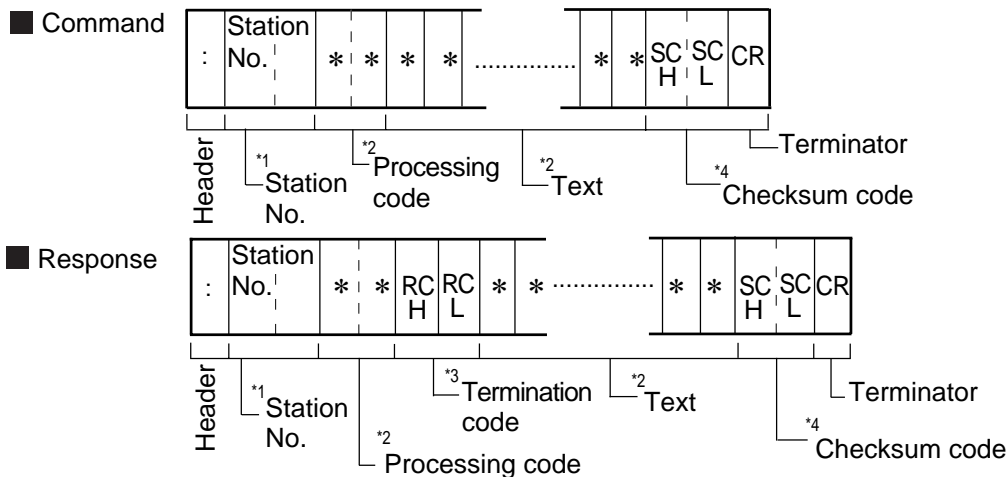 ■ Command
: Station No. * * * * ............... * * SC H SC L CR
Header
*1 Station No.
*2 Processing code
*2 Text
*4 Checksum code
Terminator
■ Response
: Station No. * * RC H RC L * * ............... * * SC H SC L CR
Header
*1 Station No.
*2 Processing code
*3 Termination code
*2 Text
*4 Checksum code
Terminator